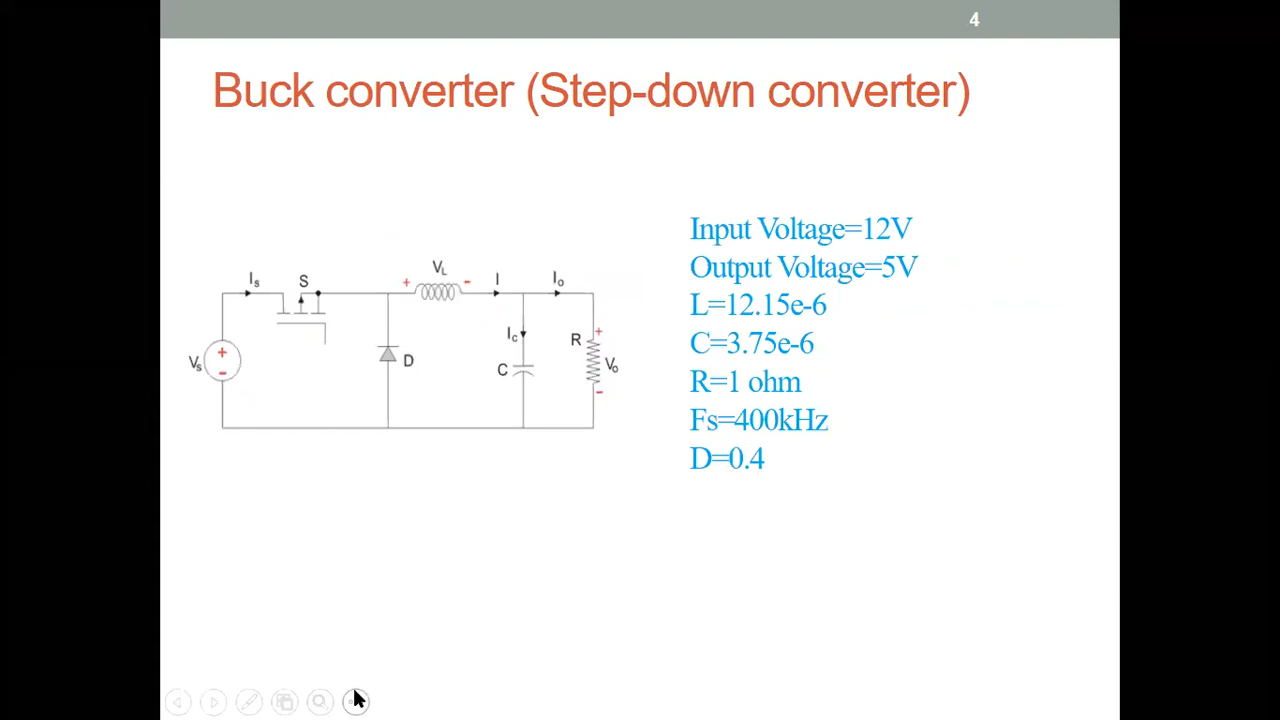 4
Buck converter (Step-down converter)
Input Voltage=12V
Output Voltage=5V
L=12.15e-6
C=3.75e-6
R=1 ohm
Fs=400kHz
D=0.4
Is
S
+ VL -
I
Io
Vs
+
-
D
Ic
C
R
+
Vo
-